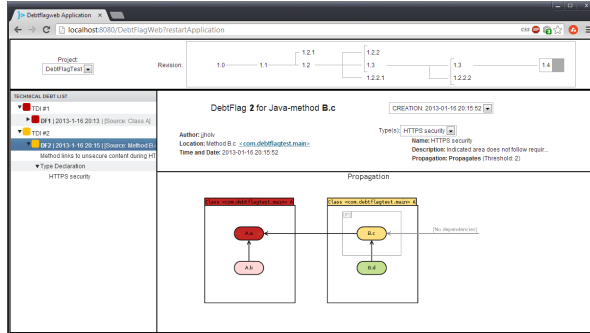 Debtflagweb Application
localhost:8080/DebtFlagWeb?restartApplication
Project:
DebtFlagTest
Revision:
1.0 1.1 1.2 1.2.1 1.2.2 1.3 1.2.2.1 1.3 1.2.2.2 1.4
TECHNICAL DEBT LIST
TDI #1
DF1 | 2013-1-16 20:13 | [Source: Class A]
TDI #2
DF2 | 2013-1-16 20:15 | [Source: Method B.
Method links to unsecure content during HT
Type Declaration
HTTPS security
DebtFlag 2 for Java-method B.c
CREATION: 2013-01-16 20:15:52
Author: jjholv
Location: Method B.c <com.debtflagtest.main>
Time and Date: 2013-01-16 20:15:52
Type(s): HTTPS security
Name: HTTPS security
Description: Indicated area does not follow requir...
Propagation: Propagates (Threshold: 2)
Propagation
Class <com.debtflagtest.main> A
Class <com.debtflagtest.main> A
A.a
B.c
[No dependencies]
A.b
B.d